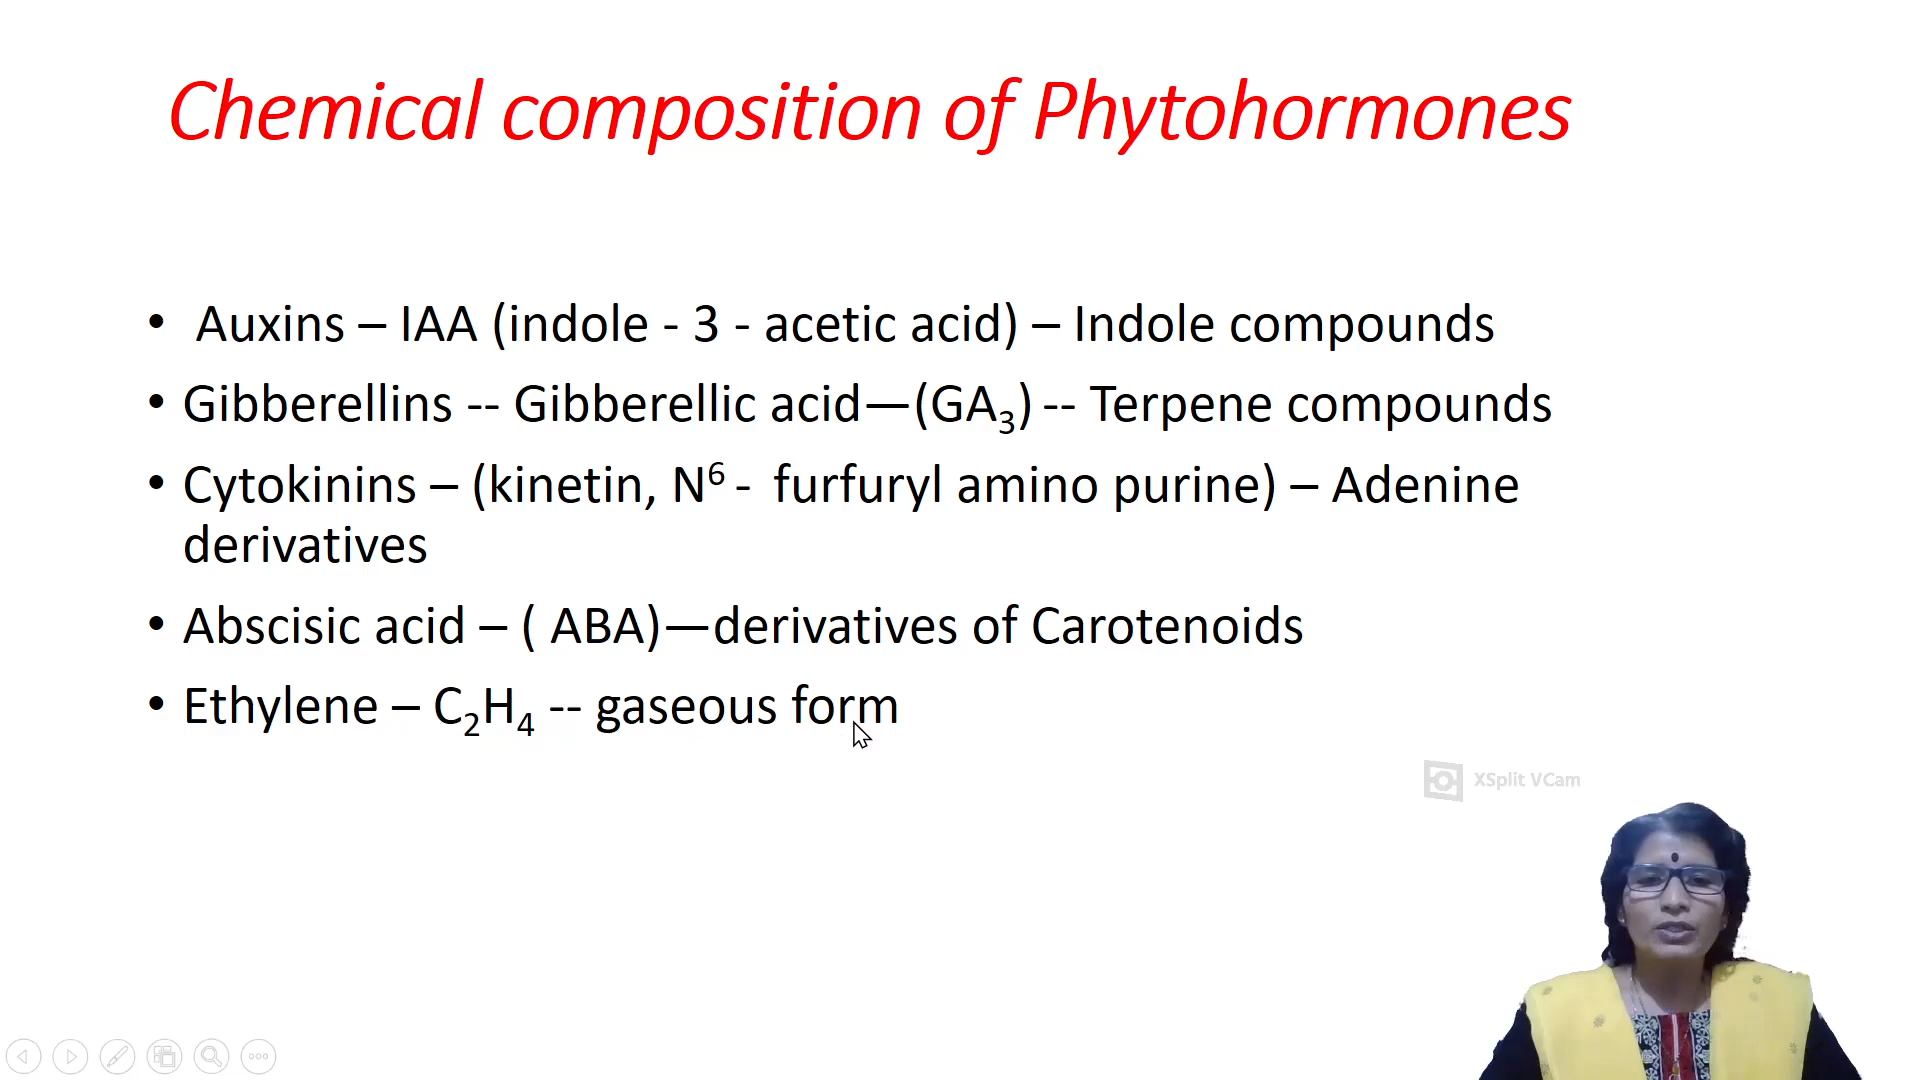 Chemical composition of Phytohormones
• Auxins – IAA (indole - 3 - acetic acid) – Indole compounds
• Gibberellins -- Gibberellic acid—(GA₃) -- Terpene compounds
• Cytokinins – (kinetin, N⁶ - furfuryl amino purine) – Adenine
derivatives
• Abscisic acid – ( ABA)—derivatives of Carotenoids
• Ethylene – C₂H₄ -- gaseous form
XSplit VCam